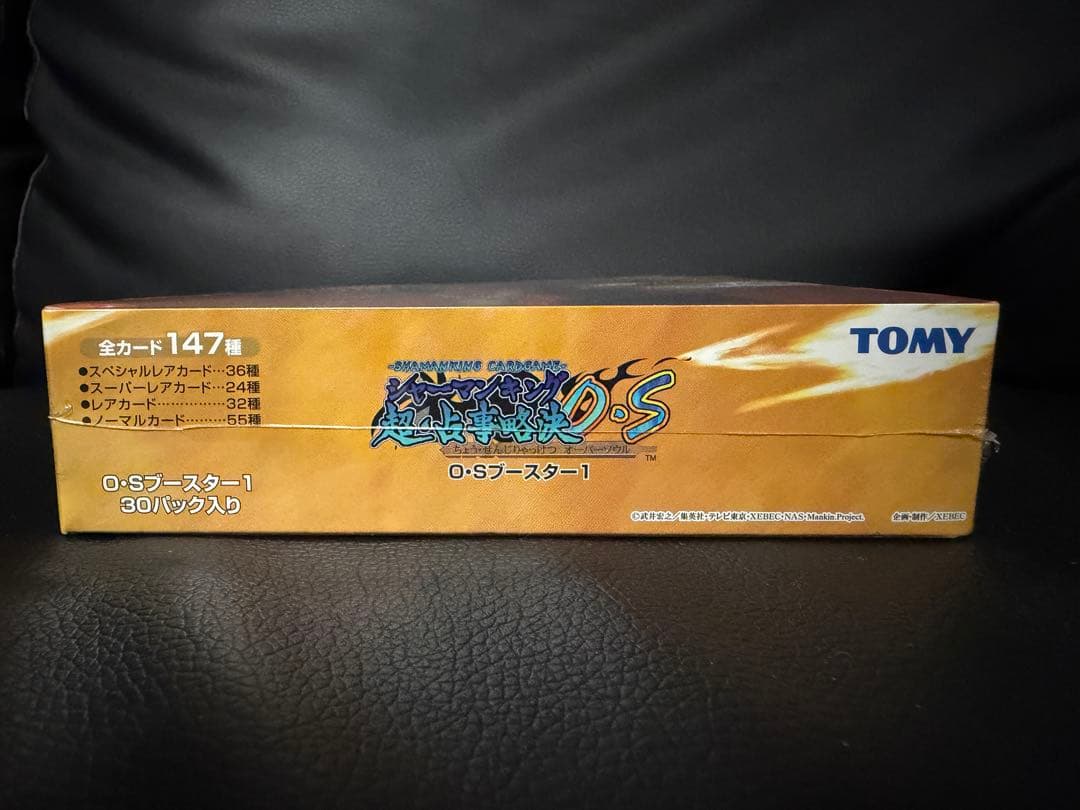 全カード147種
●スペシャルレアカード…36種
●スーパーレアカード…24種
●レアカード……………32種
●ノーマルカード………55種
O・Sブースター1
30パック入り
-SHAMANKING CARDGAME-
シャーマンキング
超・占事略決 O・S
ちょう・せんじりゃっけつ オーバーソウル
TM
O・Sブースター1
TOMY
©武井宏之／集英社・テレビ東京・XEBEC・NAS・Mankin.Project.
企画・制作／XEBEC